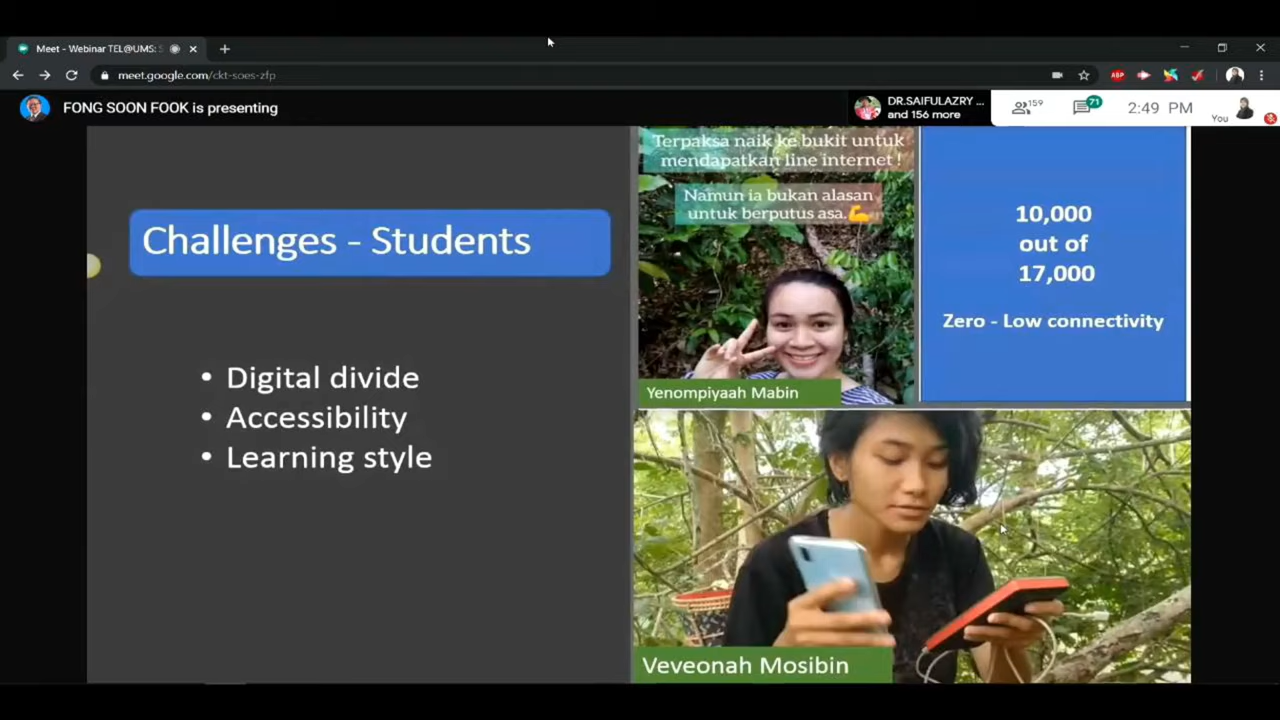 Meet - Webinar TEL@UMS: S
meet.google.com/ckt-soes-zfp
ABP
FONG SOON FOOK is presenting
DR.SAIFULAZRY ...
and 156 more
159
71
2:49 PM
You
Challenges - Students
• Digital divide
• Accessibility
• Learning style
Terpaksa naik ke bukit untuk
mendapatkan line internet !
Namun ia bukan alasan
untuk berputus asa.💪
Yenompiyaah Mabin
10,000
out of
17,000
Zero - Low connectivity
Veveonah Mosibin